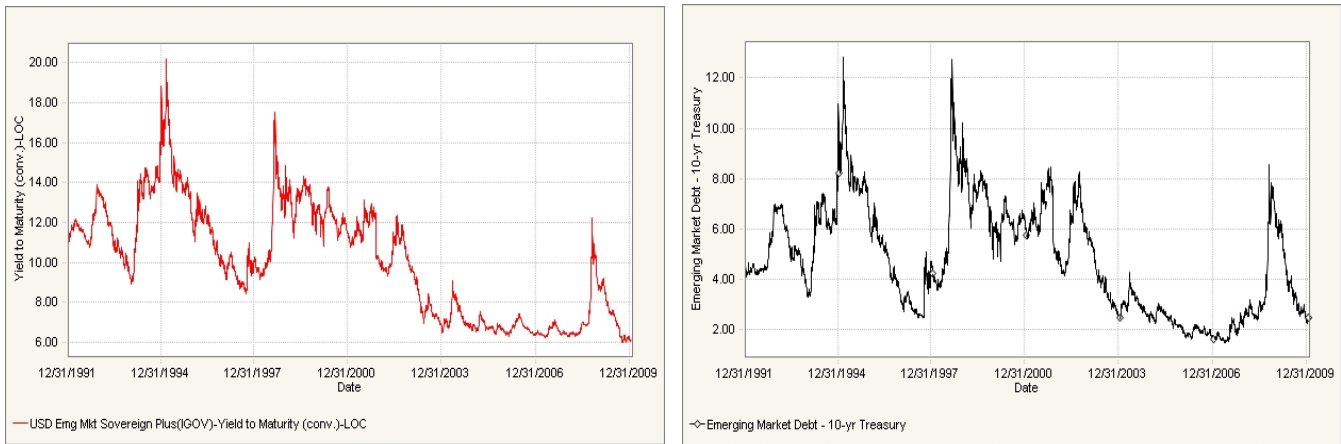 Yield to Maturity (conv.)-LOC
20.00
18.00
16.00
14.00
12.00
10.00
8.00
6.00
12/31/1991 12/31/1994 12/31/1997 12/31/2000 12/31/2003 12/31/2006 12/31/2009
Date
USD Emg Mkt Sovereign Plus(IGOV)-Yield to Maturity (conv.)-LOC
Emerging Market Debt - 10-yr Treasury
12.00
10.00
8.00
6.00
4.00
2.00
12/31/1991 12/31/1994 12/31/1997 12/31/2000 12/31/2003 12/31/2006 12/31/2009
Date
Emerging Market Debt - 10-yr Treasury